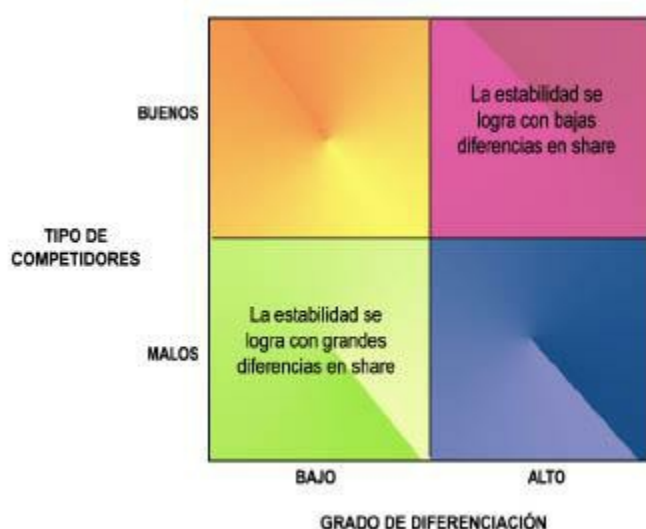 BUENOS
La estabilidad se
logra con bajas
diferencias en share
TIPO DE
COMPETIDORES
La estabilidad se
logra con grandes
diferencias en share
MALOS
BAJO
ALTO
GRADO DE DIFERENCIACIÓN